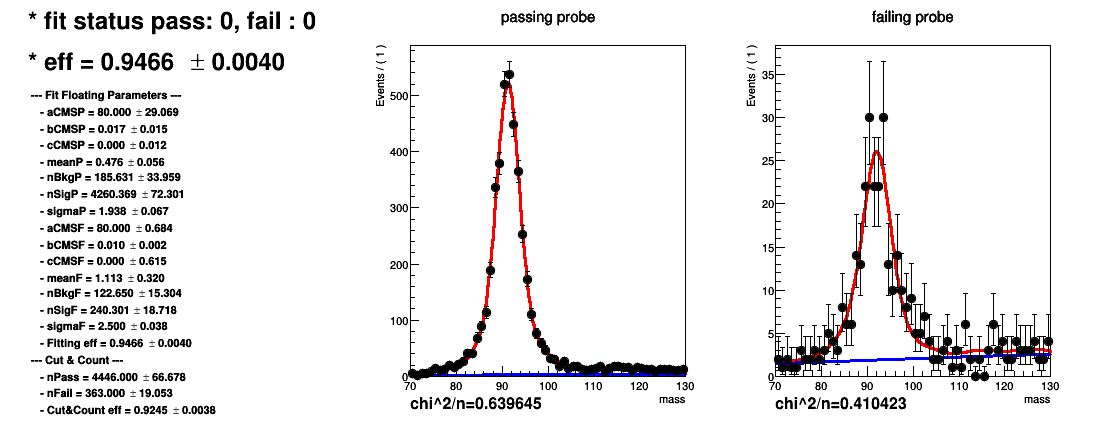 * fit status pass: 0, fail : 0
* eff = 0.9466 ± 0.0040
--- Fit Floating Parameters ---
- aCMSP = 80.000 ± 29.069
- bCMSP = 0.017 ± 0.015
- cCMSP = 0.000 ± 0.012
- meanP = 0.476 ± 0.056
- nBkgP = 185.631 ± 33.959
- nSigP = 4260.369 ± 72.301
- sigmaP = 1.938 ± 0.067
- aCMSF = 80.000 ± 0.684
- bCMSF = 0.010 ± 0.002
- cCMSF = 0.000 ± 0.615
- meanF = 1.113 ± 0.320
- nBkgF = 122.650 ± 15.304
- nSigF = 240.301 ± 18.718
- sigmaF = 2.500 ± 0.038
- Fitting eff = 0.9466 ± 0.0040
--- Cut & Count ---
- nPass = 4446.000 ± 66.678
- nFail = 363.000 ± 19.053
- Cut&Count eff = 0.9245 ± 0.0038
passing probe
Events / ( 1 )
500
400
300
200
100
0
70 80 90 100 110 120 130
mass
chi^2/n=0.639645
failing probe
Events / ( 1 )
35
30
25
20
15
10
5
0
70 80 90 100 110 120 130
mass
chi^2/n=0.410423